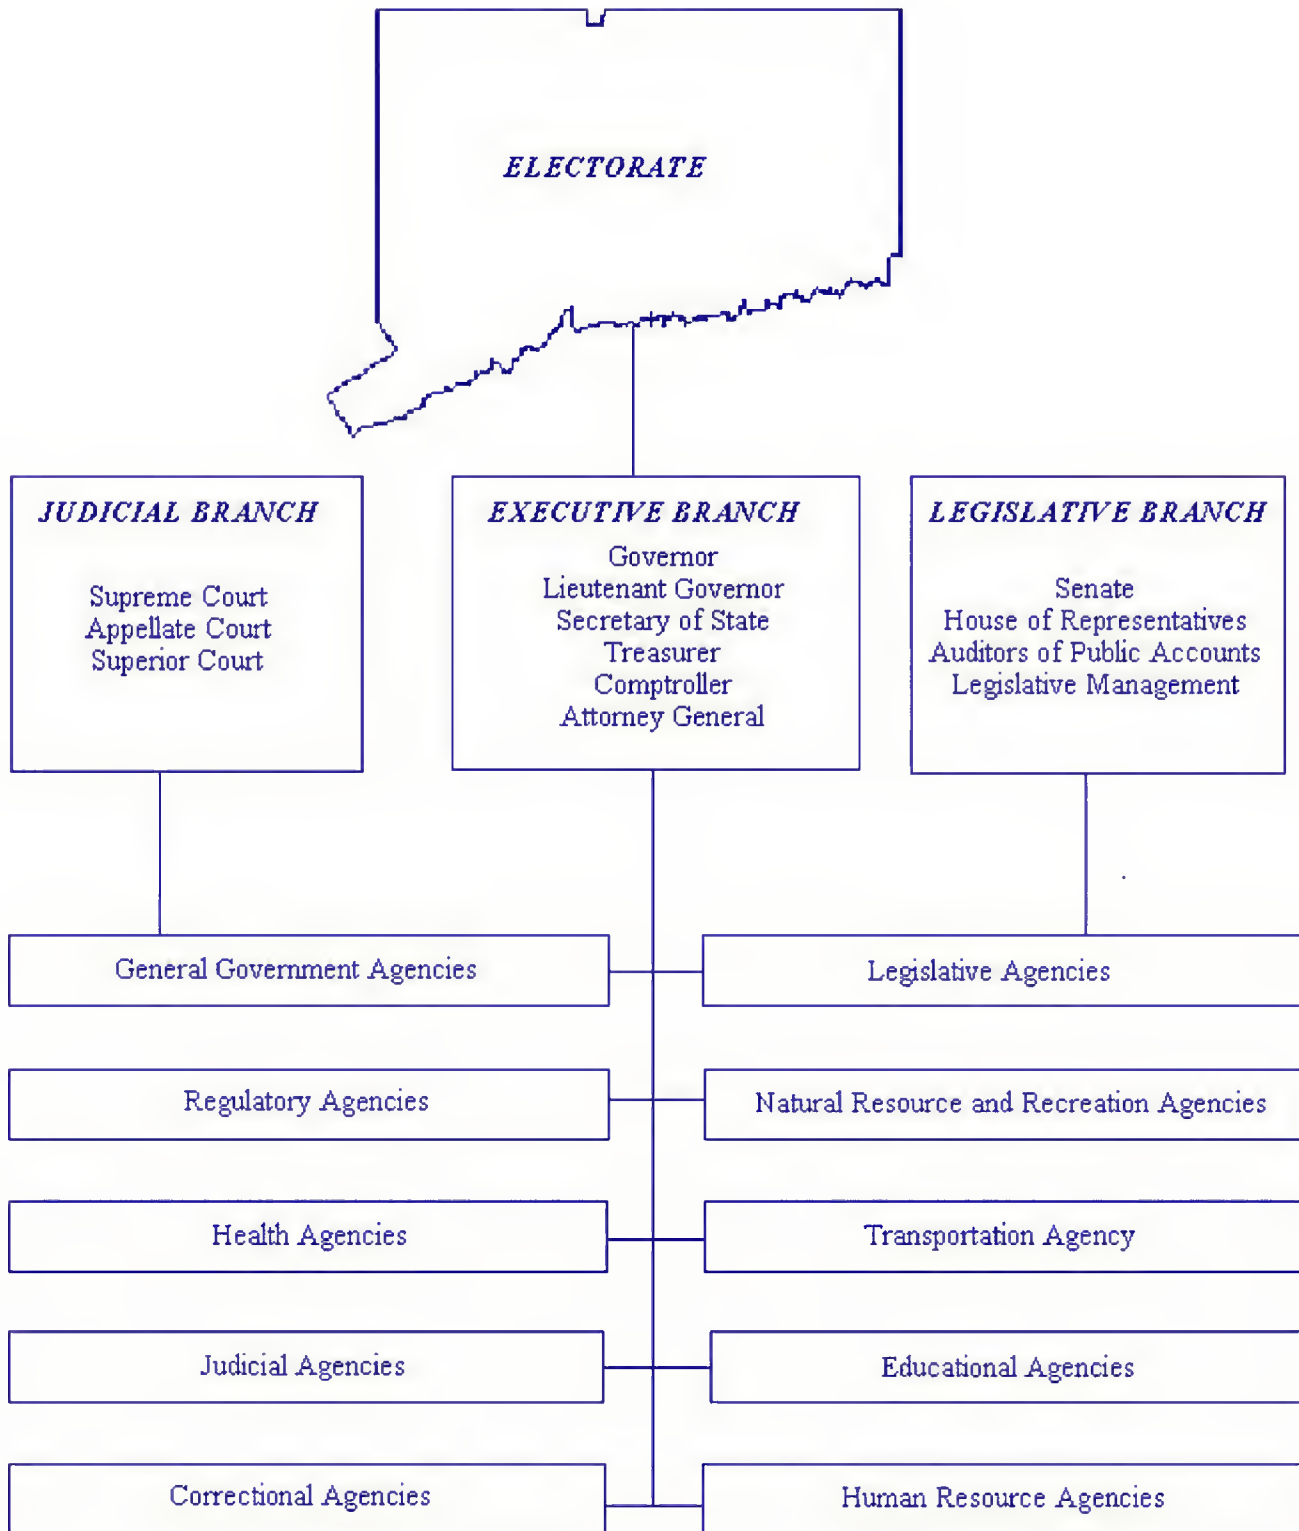 ELECTORATE
JUDICIAL BRANCH
Supreme Court
Appellate Court
Superior Court
EXECUTIVE BRANCH
Governor
Lieutenant Governor
Secretary of State
Treasurer
Comptroller
Attorney General
LEGISLATIVE BRANCH
Senate
House of Representatives
Auditors of Public Accounts
Legislative Management
General Government Agencies
Legislative Agencies
Regulatory Agencies
Natural Resource and Recreation Agencies
Health Agencies
Transportation Agency
Judicial Agencies
Educational Agencies
Correctional Agencies
Human Resource Agencies